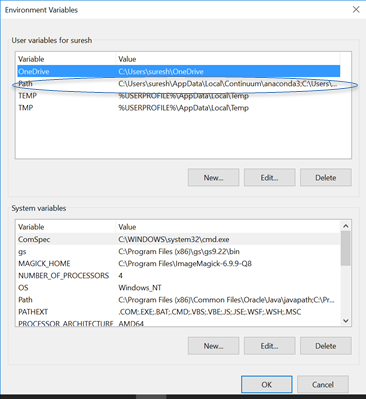 Environment Variables
User variables for suresh
Variable Value
OneDrive C:\Users\suresh\OneDrive
Path C:\Users\suresh\AppData\Local\Continuum\anaconda3;C:\Users\...
TEMP %USERPROFILE%\AppData\Local\Temp
TMP %USERPROFILE%\AppData\Local\Temp
New... Edit... Delete
System variables
Variable Value
ComSpec C:\WINDOWS\system32\cmd.exe
gs C:\Program Files (x86)\gs\gs9.22\bin
MAGICK_HOME C:\Program Files\ImageMagick-6.9.9-Q8
NUMBER_OF_PROCESSORS 4
OS Windows_NT
Path C:\Program Files (x86)\Common Files\Oracle\Java\javapath;C:\Pr...
PATHEXT .COM;.EXE;.BAT;.CMD;.VBS;.VBE;.JS;.JSE;.WSF;.WSH;.MSC
PROCESSOR_ARCHITECTURE AMD64
New... Edit... Delete
OK Cancel